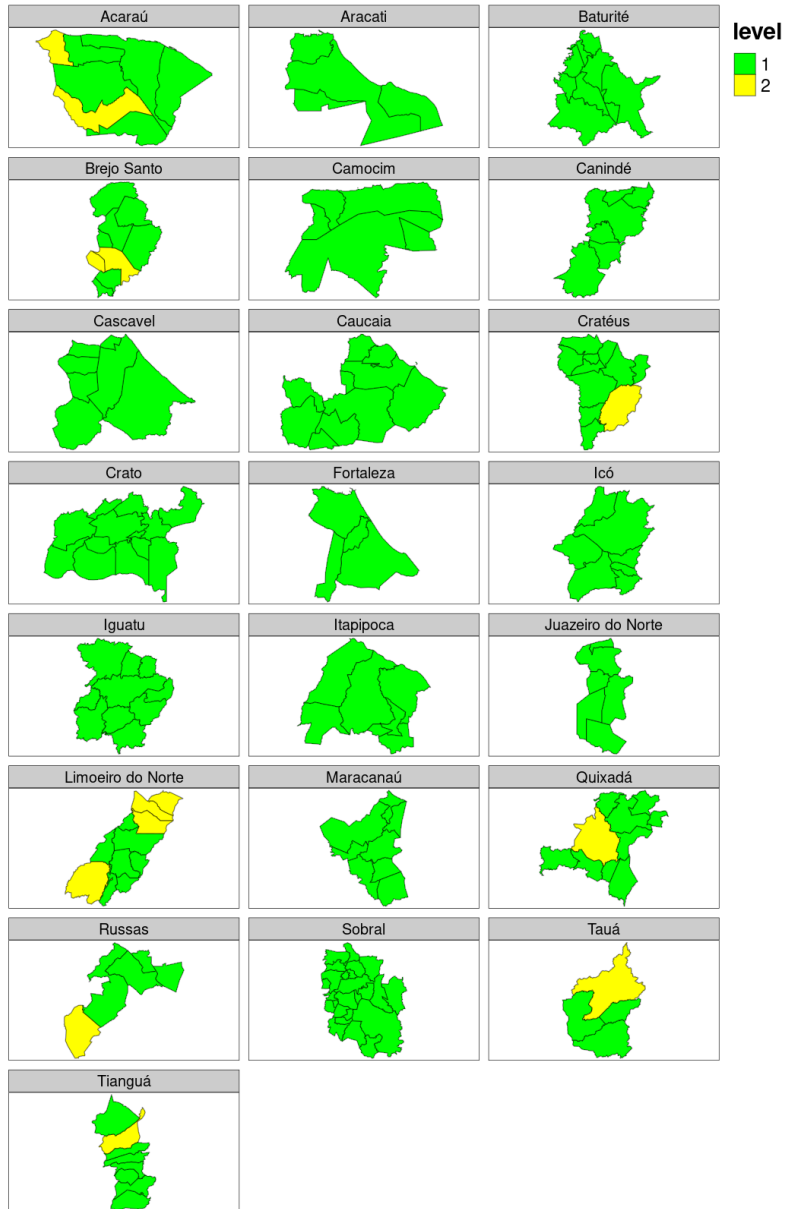 Acaraú
Aracati
Baturité
level
1
2
Brejo Santo
Camocim
Canindé
Cascavel
Caucaia
Cratéus
Crato
Fortaleza
Icó
Iguatu
Itapipoca
Juazeiro do Norte
Limoeiro do Norte
Maracanaú
Quixadá
Russas
Sobral
Tauá
Tianguá